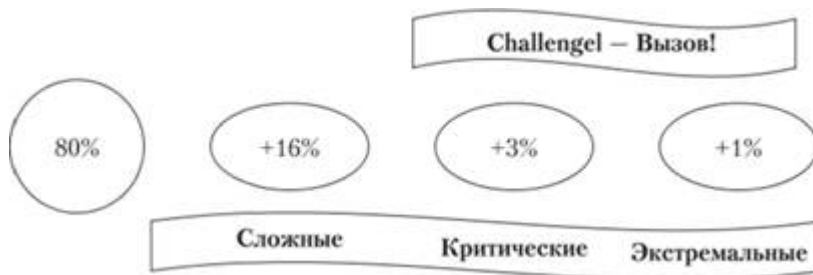 Challengel — Вызов!
80% +16% +3% +1%
Сложные Критические Экстремальные